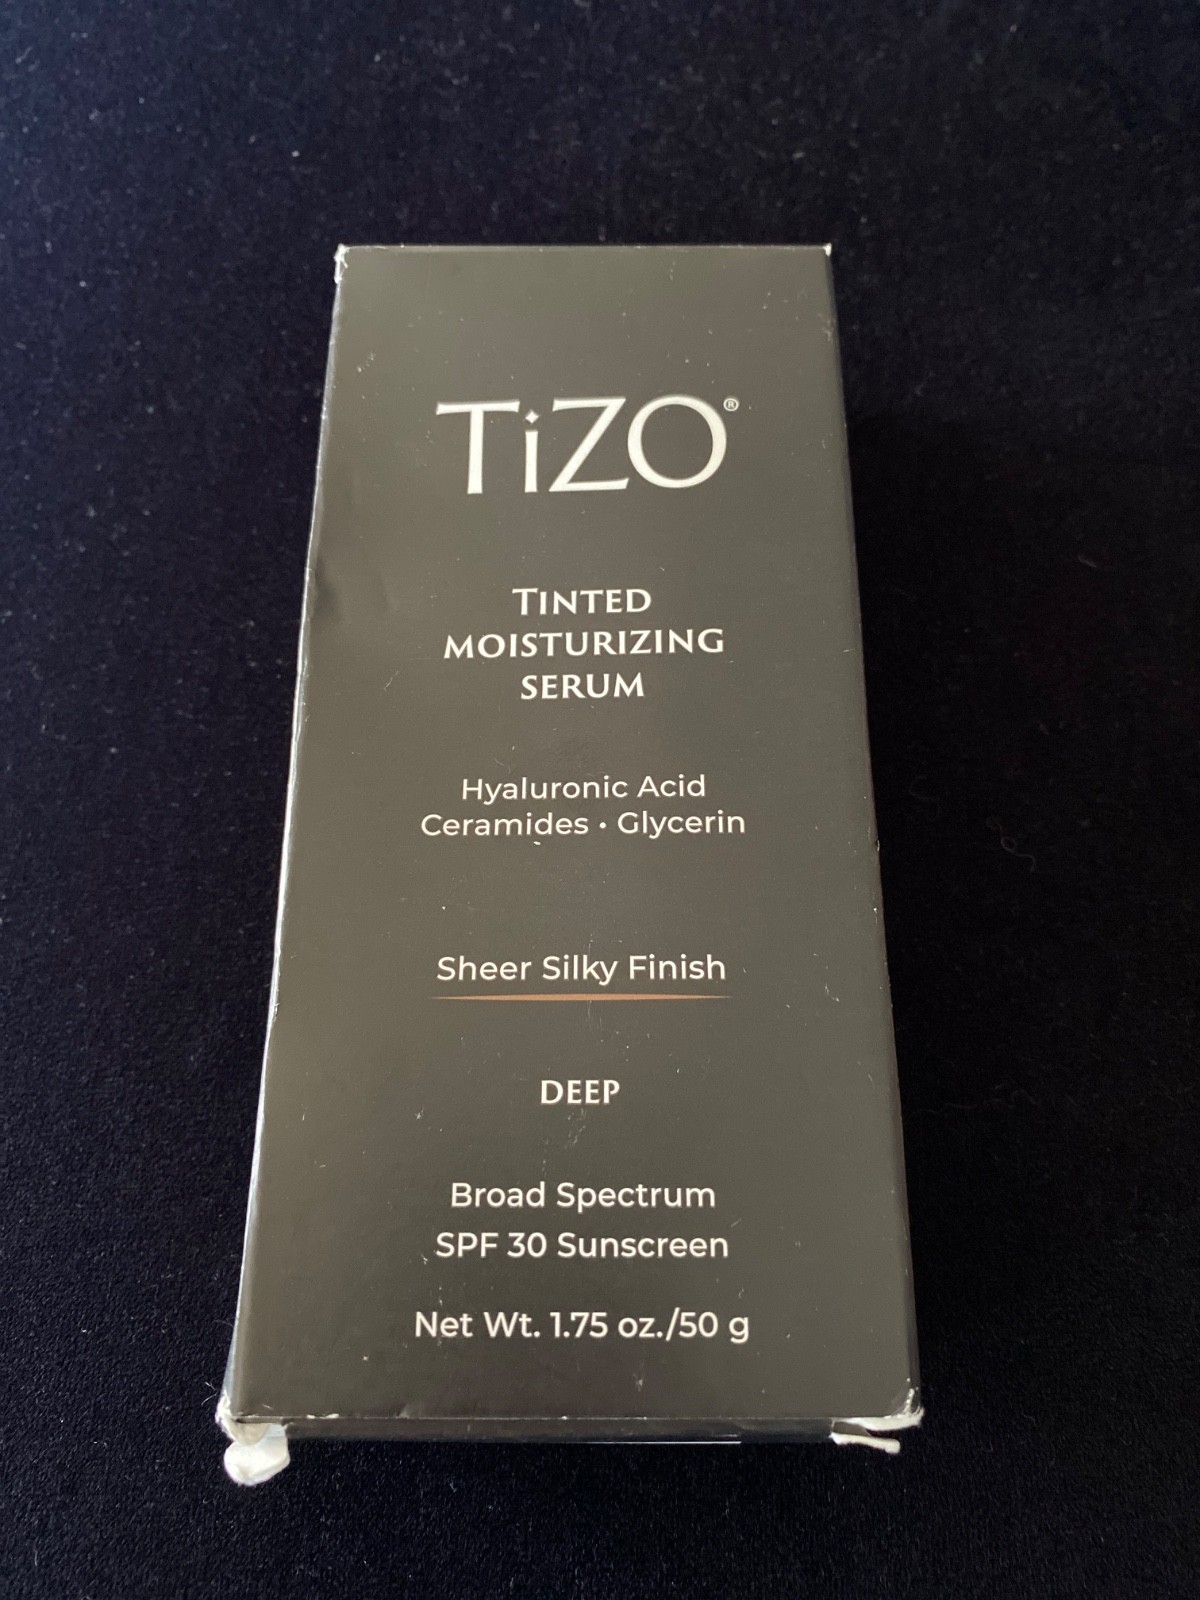 TiZO®
TINTED
MOISTURIZING
SERUM
Hyaluronic Acid
Ceramides • Glycerin
Sheer Silky Finish
DEEP
Broad Spectrum
SPF 30 Sunscreen
Net Wt. 1.75 oz./50 g